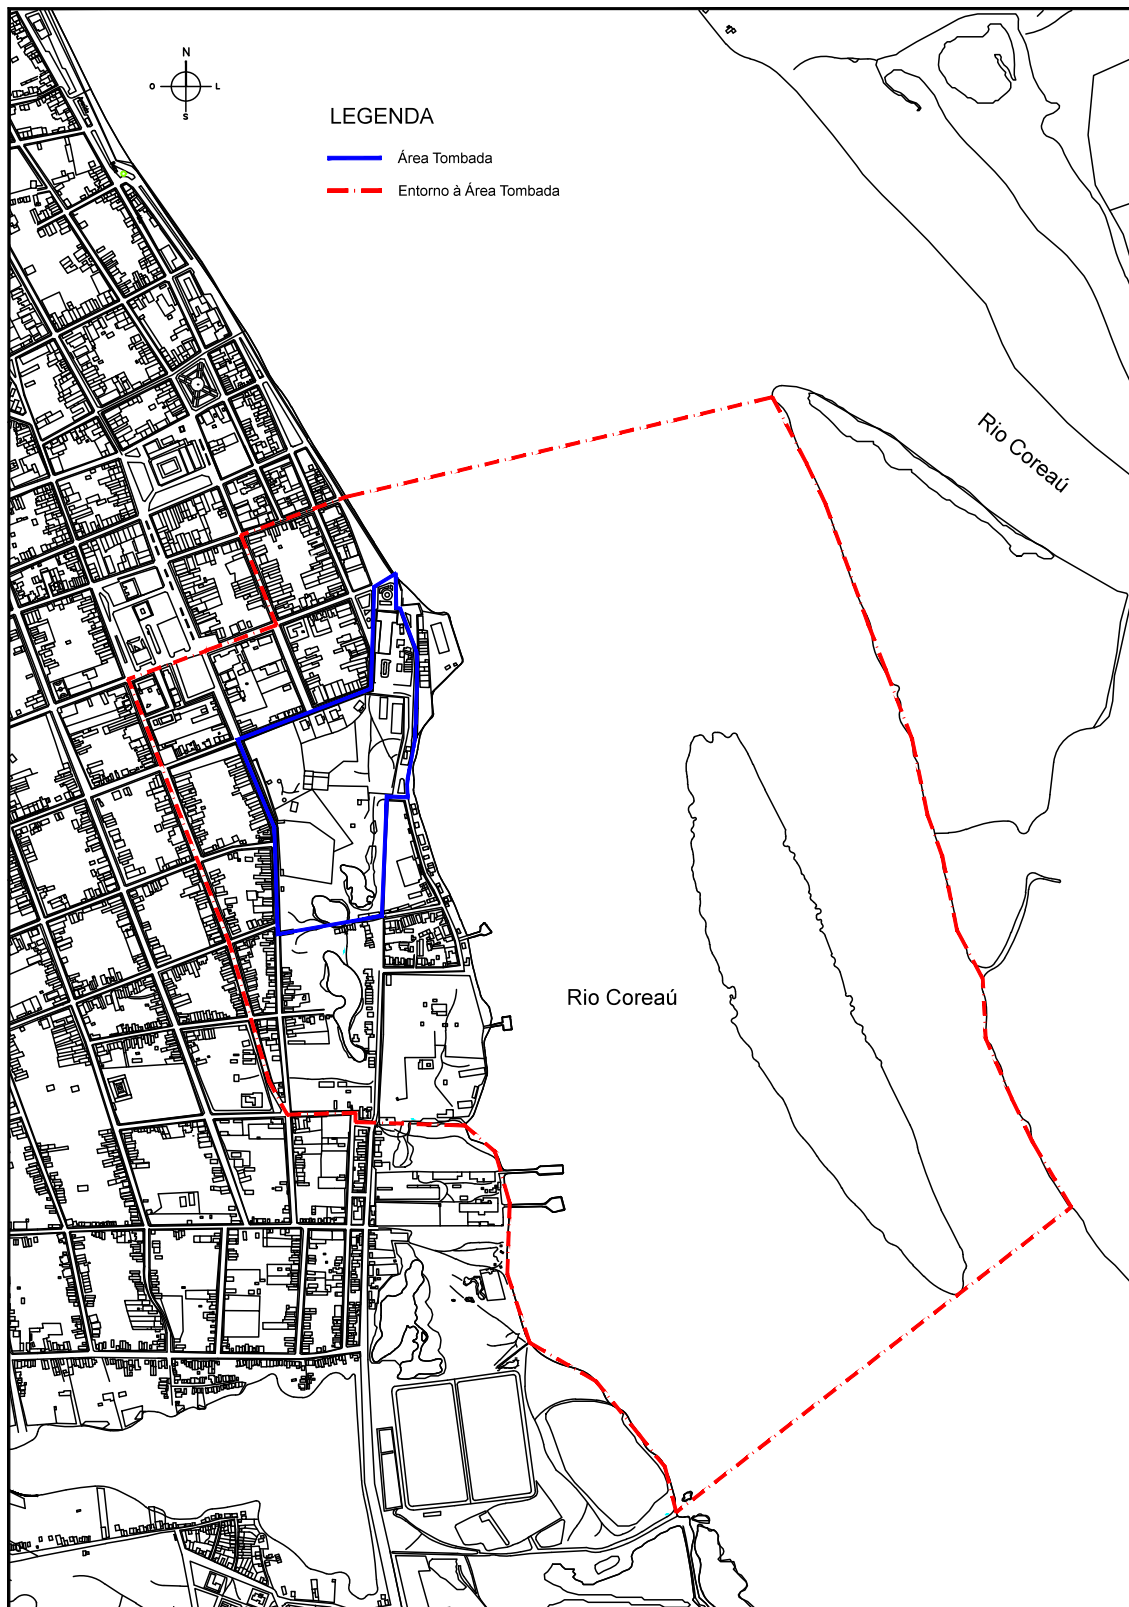 N
O L
S
LEGENDA
Área Tombada
Entorno à Área Tombada
Rio Coreaú
Rio Coreaú